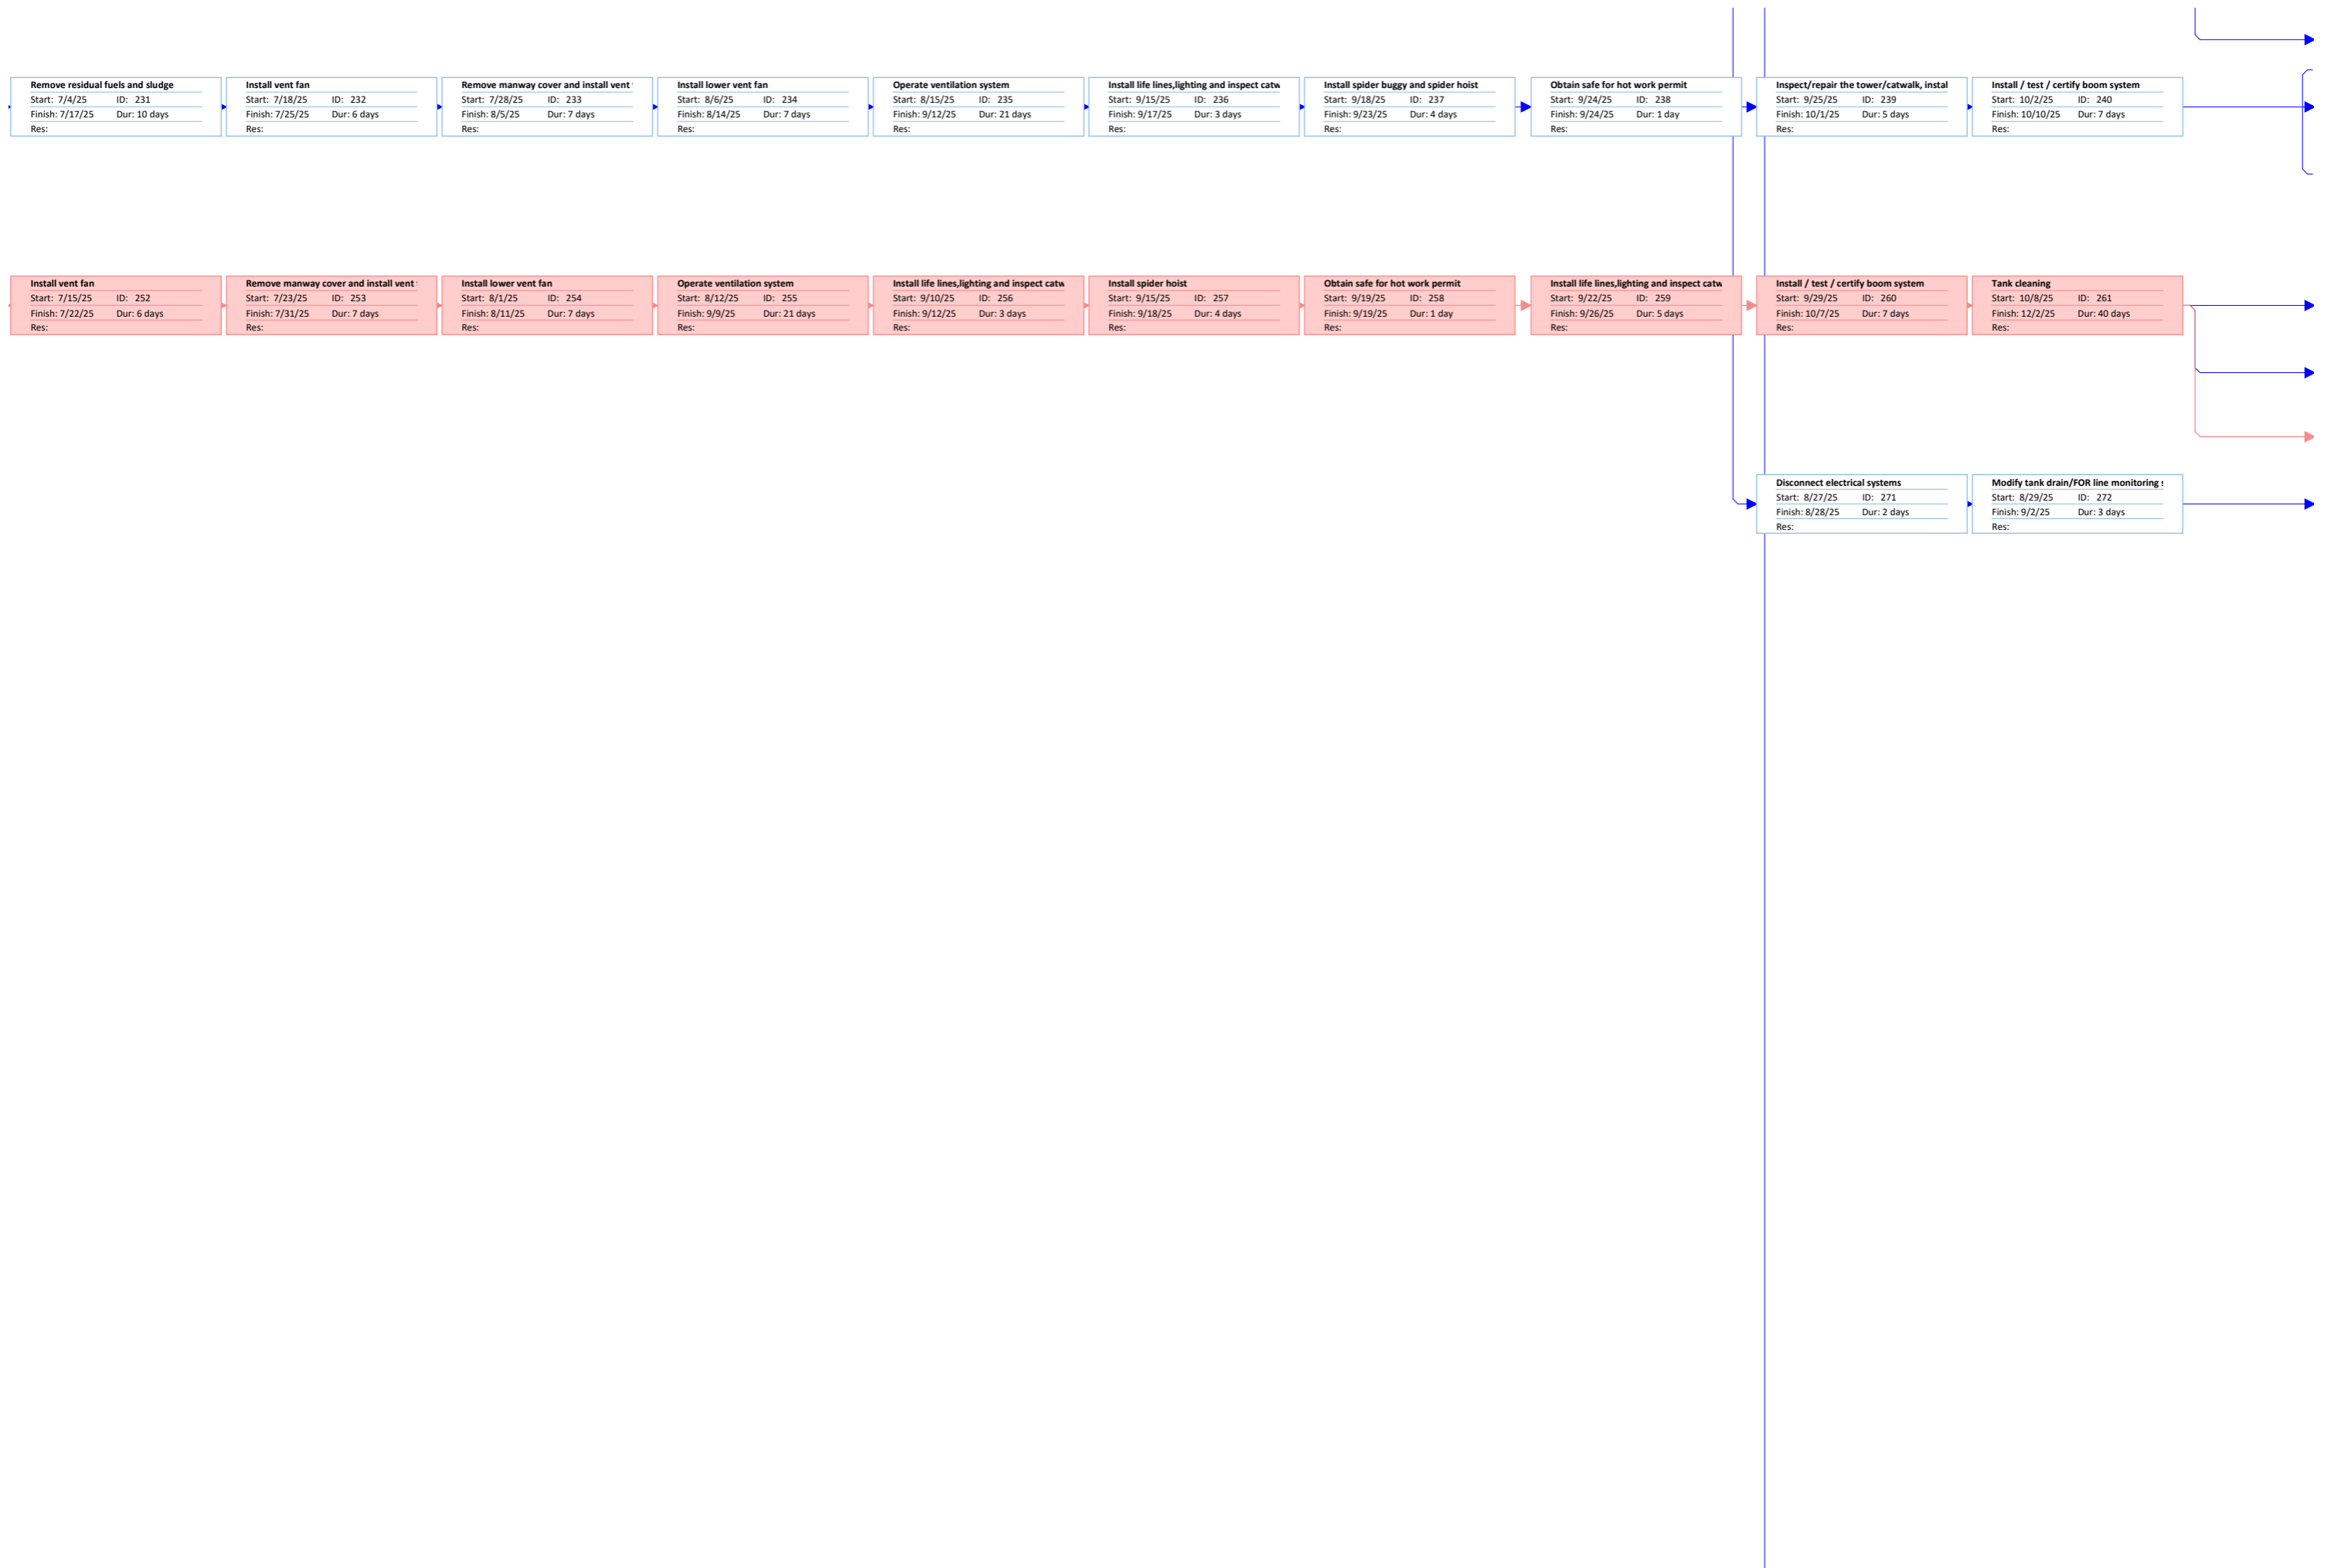 Remove residual fuels and sludge
Start: 7/4/25 ID: 231
Finish: 7/17/25 Dur: 10 days
Res:
Install vent fan
Start: 7/18/25 ID: 232
Finish: 7/25/25 Dur: 6 days
Res:
Remove manway cover and install vent
Start: 7/28/25 ID: 233
Finish: 8/5/25 Dur: 7 days
Res:
Install lower vent fan
Start: 8/6/25 ID: 234
Finish: 8/14/25 Dur: 7 days
Res:
Operate ventilation system
Start: 8/15/25 ID: 235
Finish: 9/12/25 Dur: 21 days
Res:
Install life lines,lighting and inspect catw
Start: 9/15/25 ID: 236
Finish: 9/17/25 Dur: 3 days
Res:
Install spider buggy and spider hoist
Start: 9/18/25 ID: 237
Finish: 9/23/25 Dur: 4 days
Res:
Obtain safe for hot work permit
Start: 9/24/25 ID: 238
Finish: 9/24/25 Dur: 1 day
Res:
Inspect/repair the tower/catwalk, instal
Start: 9/25/25 ID: 239
Finish: 10/1/25 Dur: 5 days
Res:
Install / test / certify boom system
Start: 10/2/25 ID: 240
Finish: 10/10/25 Dur: 7 days
Res:
Install vent fan
Start: 7/15/25 ID: 252
Finish: 7/22/25 Dur: 6 days
Res:
Remove manway cover and install vent
Start: 7/23/25 ID: 253
Finish: 7/31/25 Dur: 7 days
Res:
Install lower vent fan
Start: 8/1/25 ID: 254
Finish: 8/11/25 Dur: 7 days
Res:
Operate ventilation system
Start: 8/12/25 ID: 255
Finish: 9/9/25 Dur: 21 days
Res:
Install life lines,lighting and inspect catw
Start: 9/10/25 ID: 256
Finish: 9/12/25 Dur: 3 days
Res:
Install spider hoist
Start: 9/15/25 ID: 257
Finish: 9/18/25 Dur: 4 days
Res:
Obtain safe for hot work permit
Start: 9/19/25 ID: 258
Finish: 9/19/25 Dur: 1 day
Res:
Install life lines,lighting and inspect catw
Start: 9/22/25 ID: 259
Finish: 9/26/25 Dur: 5 days
Res:
Install / test / certify boom system
Start: 9/29/25 ID: 260
Finish: 10/7/25 Dur: 7 days
Res:
Tank cleaning
Start: 10/8/25 ID: 261
Finish: 12/2/25 Dur: 40 days
Res:
Disconnect electrical systems
Start: 8/27/25 ID: 271
Finish: 8/28/25 Dur: 2 days
Res:
Modify tank drain/FOR line monitoring s
Start: 8/29/25 ID: 272
Finish: 9/2/25 Dur: 3 days
Res: